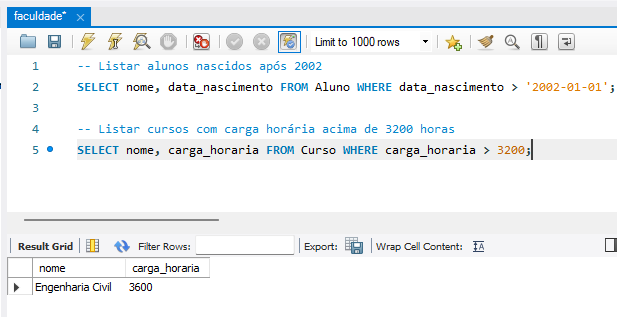 faculdade*
Limit to 1000 rows
1 -- Listar alunos nascidos após 2002
2 SELECT nome, data_nascimento FROM Aluno WHERE data_nascimento > '2002-01-01';
3
4 -- Listar cursos com carga horária acima de 3200 horas
5 SELECT nome, carga_horaria FROM Curso WHERE carga_horaria > 3200;
Result Grid Filter Rows: Export: Wrap Cell Content: IA
nome carga_horaria
Engenharia Civil 3600